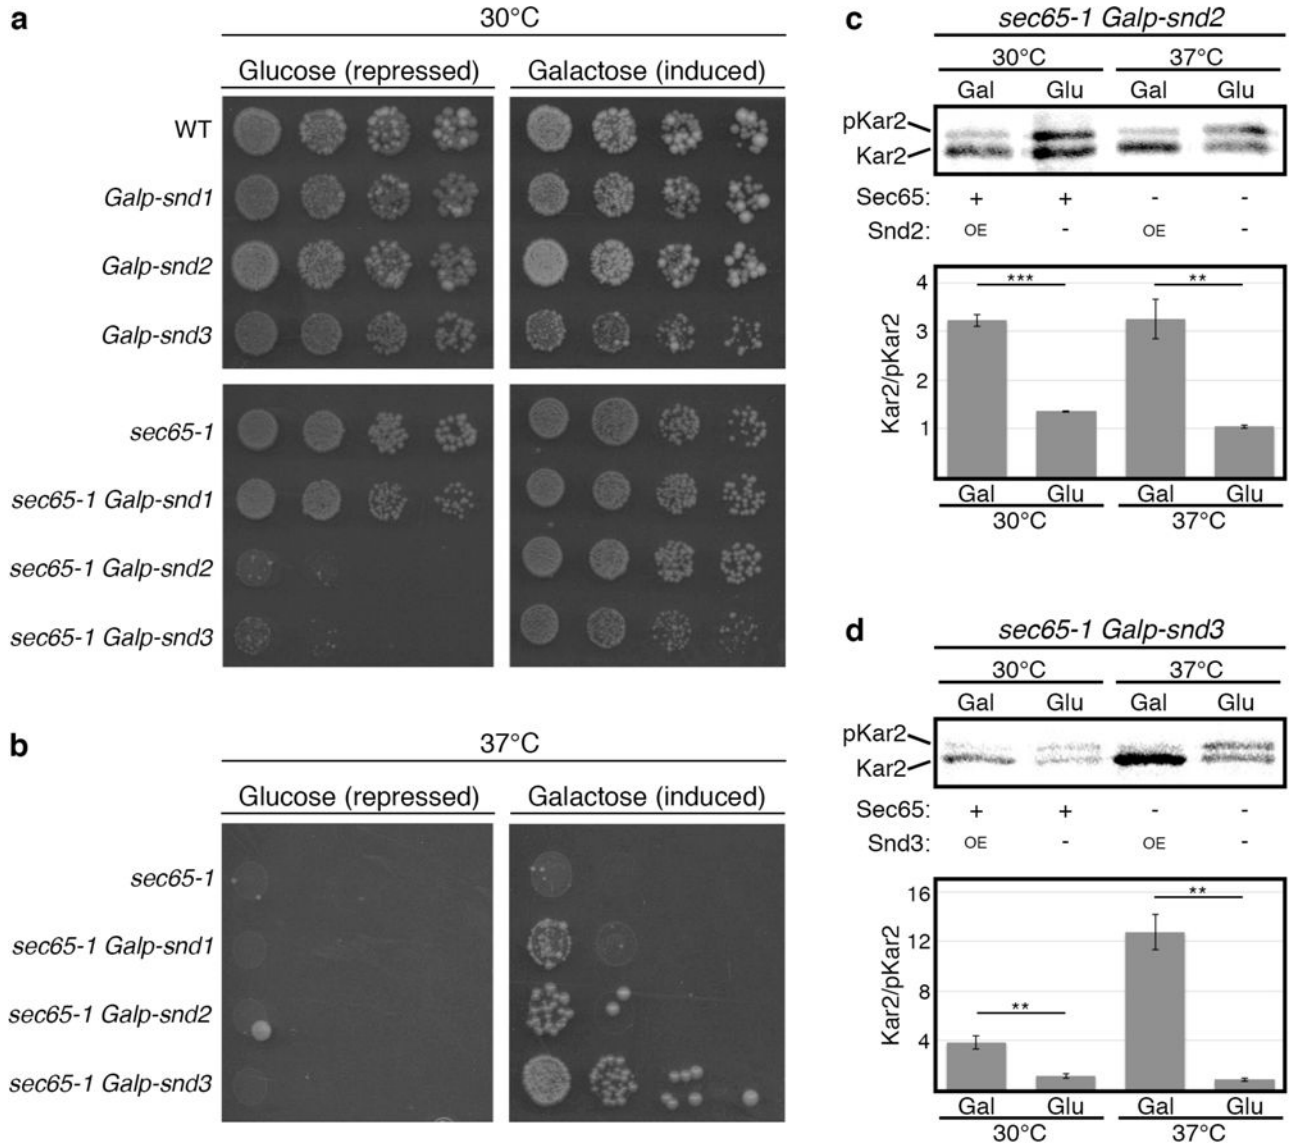 a
30°C
Glucose (repressed) Galactose (induced)
WT
Galp-snd1
Galp-snd2
Galp-snd3
sec65-1
sec65-1 Galp-snd1
sec65-1 Galp-snd2
sec65-1 Galp-snd3
b
37°C
Glucose (repressed) Galactose (induced)
sec65-1
sec65-1 Galp-snd1
sec65-1 Galp-snd2
sec65-1 Galp-snd3
c
sec65-1 Galp-snd2
30°C 37°C
Gal Glu Gal Glu
pKar2
Kar2
Sec65: + + - -
Snd2: OE - OE -
Kar2/pKar2
4
3
2
1
*** **
Gal Glu Gal Glu
30°C 37°C
d
sec65-1 Galp-snd3
30°C 37°C
Gal Glu Gal Glu
pKar2
Kar2
Sec65: + + - -
Snd3: OE - OE -
Kar2/pKar2
16
12
8
4
** **
Gal Glu Gal Glu
30°C 37°C